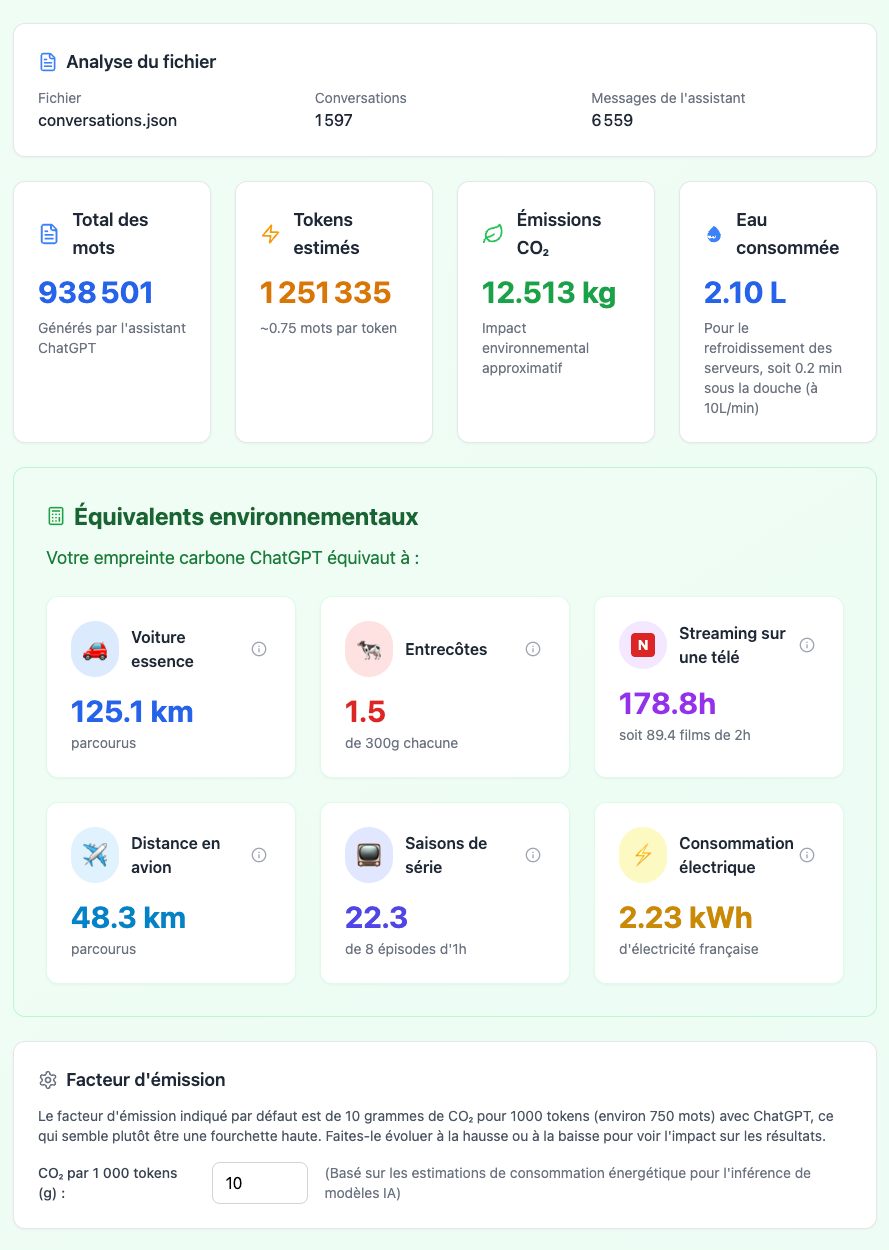 Analyse du fichier
Fichier
conversations.json
Conversations
1 597
Messages de l'assistant
6 559
Total des
mots
938 501
Générés par l'assistant
ChatGPT
Tokens
estimés
1 251 335
~0.75 mots par token
Émissions
CO₂
12.513 kg
Impact
environnemental
approximatif
Eau
consommée
2.10 L
Pour le
refroidissement des
serveurs, soit 0.2 min
sous la douche (à
10L/min)
Équivalents environnementaux
Votre empreinte carbone ChatGPT équivaut à :
Voiture
essence
125.1 km
parcourus
Entrecôtes
1.5
de 300g chacune
N
Streaming sur
une télé
178.8h
soit 89.4 films de 2h
Distance en
avion
48.3 km
parcourus
Saisons de
série
22.3
de 8 épisodes d'1h
Consommation
électrique
2.23 kWh
d'électricité française
Facteur d'émission
Le facteur d'émission indiqué par défaut est de 10 grammes de CO₂ pour 1000 tokens (environ 750 mots) avec ChatGPT, ce
qui semble plutôt être une fourchette haute. Faites-le évoluer à la hausse ou à la baisse pour voir l'impact sur les résultats.
CO₂ par 1 000 tokens
(g) :
10
(Basé sur les estimations de consommation énergétique pour l'inférence de
modèles IA)